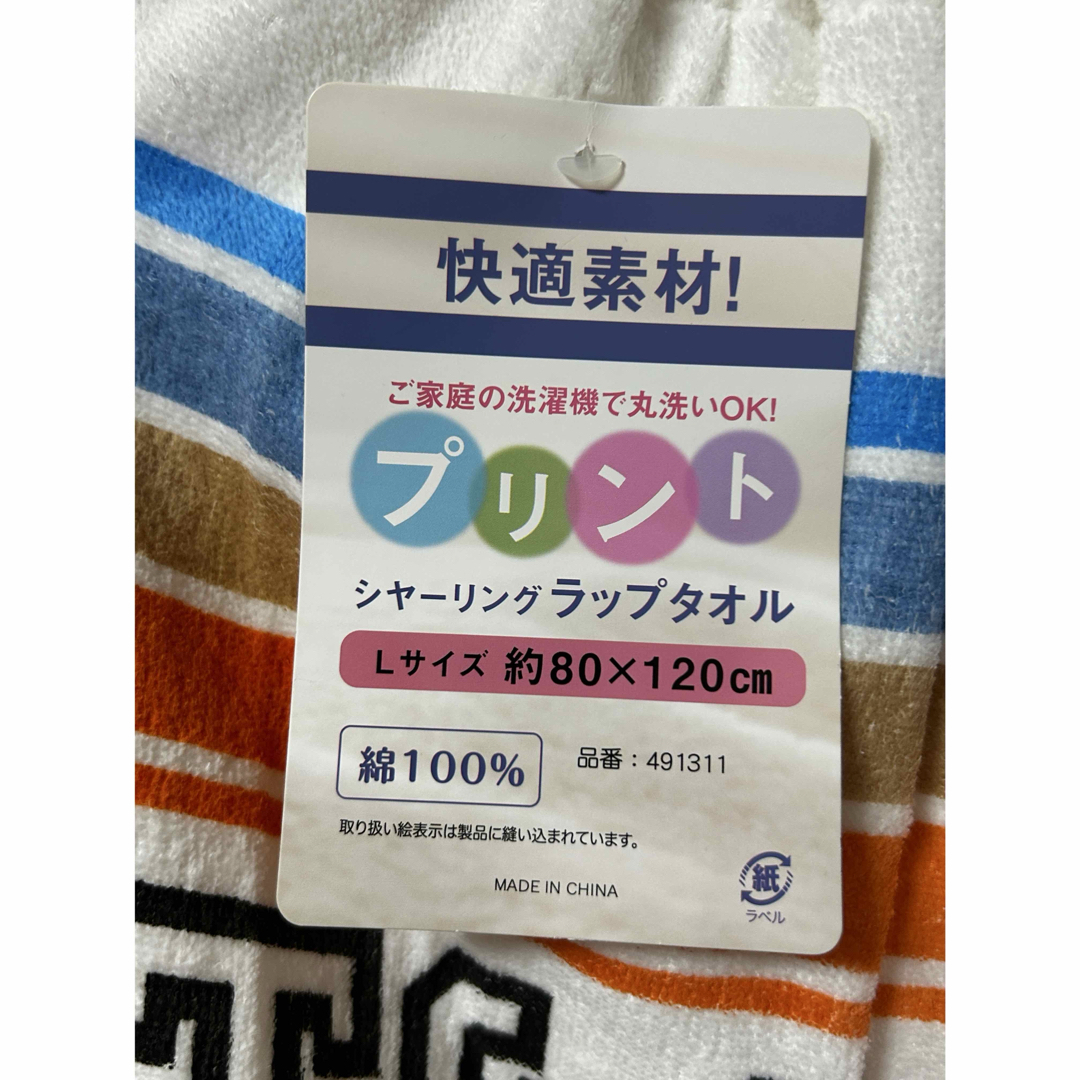 快適素材!
ご家庭の洗濯機で丸洗いOK!
プリント
シヤーリング ラップタオル
Lサイズ 約80×120㎝
綿100%
品番：491311
取り扱い絵表示は製品に縫い込まれています。
MADE IN CHINA
紙
ラベル